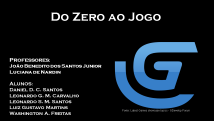 Do Zero ao Jogo
Professores:
João Benedito dos Santos Junior
Luciana de Nardin
Alunos:
Daniel D. C. Santos
Leonardo G. M. Carvalho
Leonardo S. M. Santos
Luiz Gustavo Martins
Washington A. Freitas